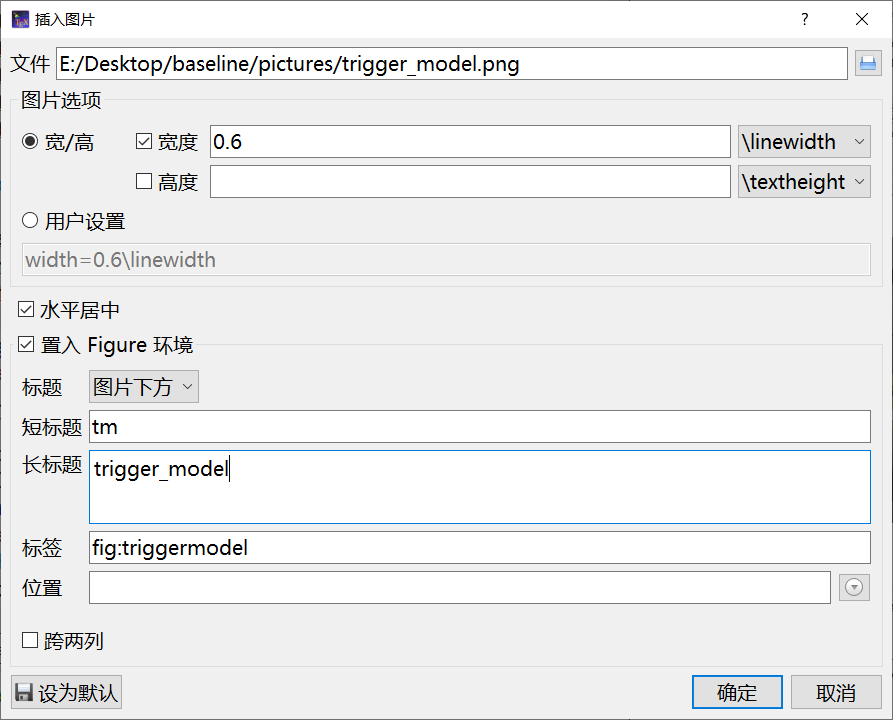 插入图片 ?
文件 E:/Desktop/baseline/pictures/trigger_model.png
图片选项
宽/高 宽度 0.6 \linewidth
高度 \textheight
用户设置
width=0.6\linewidth
水平居中
置入 Figure 环境
标题 图片下方
短标题 tm
长标题 trigger_model
标签 fig:triggermodel
位置
跨两列
设为默认 确定 取消